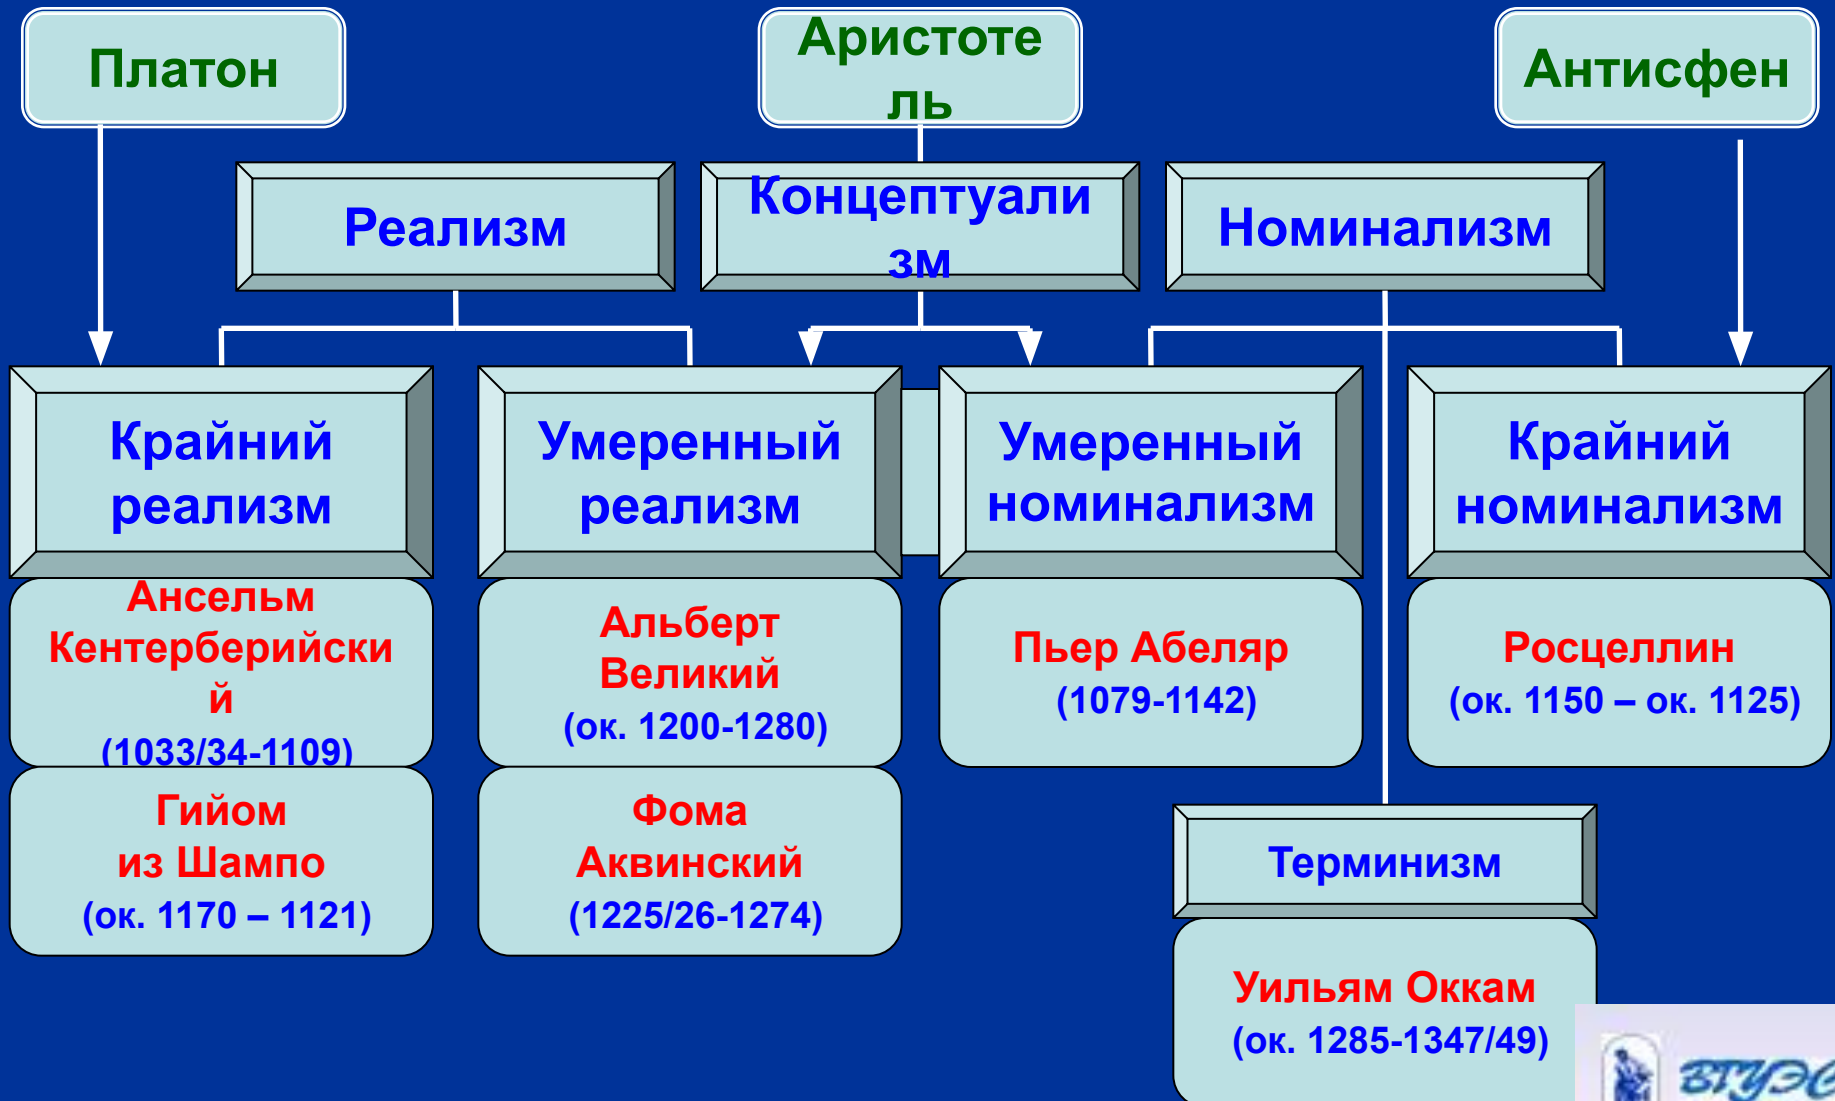 Платон
Аристоте
ль
Антисфен
Реализм
Концептуали
зм
Номинализм
Крайний
реализм
Умеренный
реализм
Умеренный
номинализм
Крайний
номинализм
Ансельм
Кентерберийски
й
(1033/34-1109)
Альберт
Великий
(ок. 1200-1280)
Пьер Абеляр
(1079-1142)
Росцеллин
(ок. 1150 – ок. 1125)
Гийом
из Шампо
(ок. 1170 – 1121)
Фома
Аквинский
(1225/26-1274)
Терминизм
Уильям Оккам
(ок. 1285-1347/49)
ВГУЭС